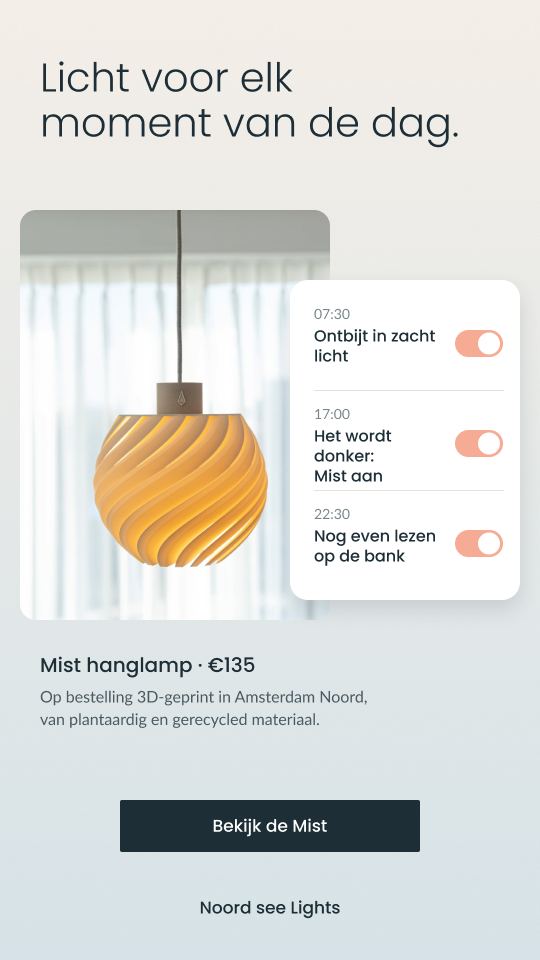 Licht voor elk
moment van de dag.
07:30
Ontbijt in zacht
licht
17:00
Het wordt
donker:
Mist aan
22:30
Nog even lezen
op de bank
Mist hanglamp · €135
Op bestelling 3D-geprint in Amsterdam Noord,
van plantaardig en gerecycled materiaal.
Bekijk de Mist
Noord see Lights